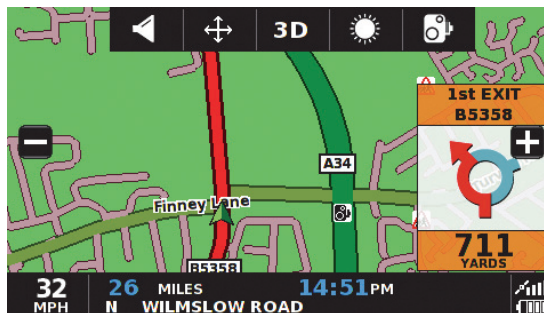 3D
1st EXIT
B5358
A34
Finney Lane
711
YARDS
B5358
32
MPH
26 MILES
14:51PM
N WILMSLOW ROAD